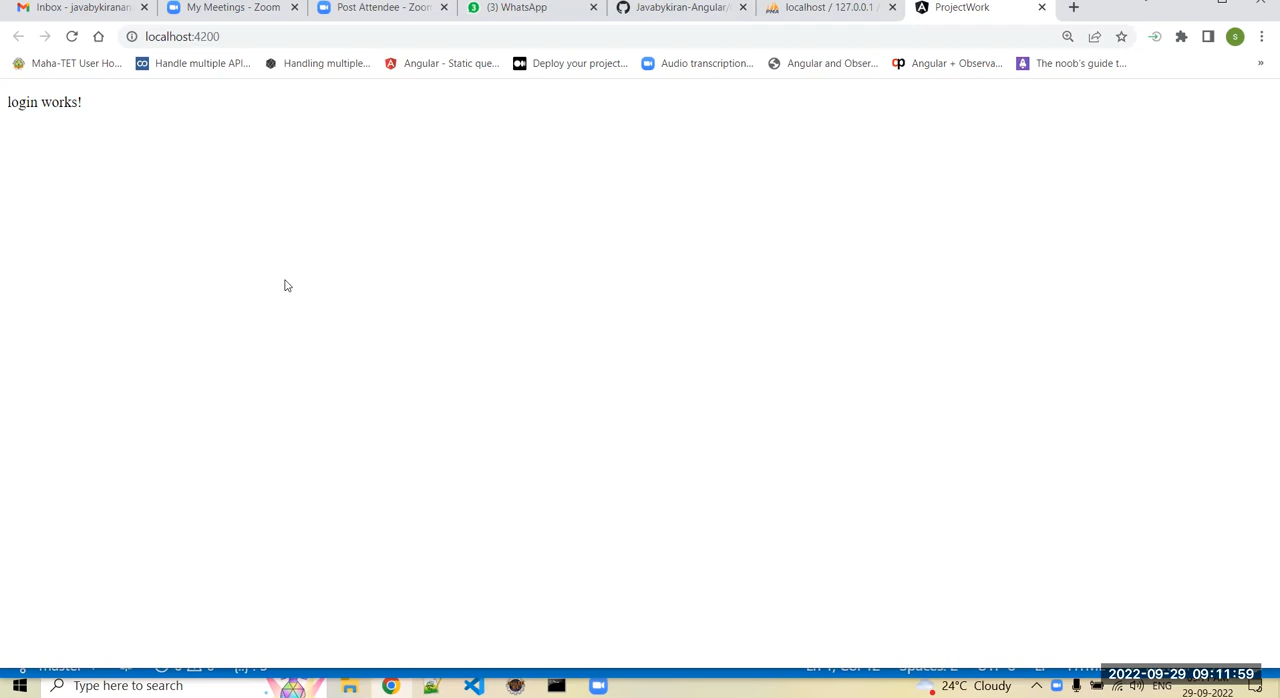 Inbox - javabykiranan
My Meetings - Zoom
Post Attendee - Zoom
(3) WhatsApp
Javabykiran-Angular/
localhost / 127.0.0.1 /
ProjectWork
localhost:4200
S
Maha-TET User Ho...
Handle multiple API...
Handling multiple...
Angular - Static que...
Deploy your project...
Audio transcription...
Angular and Obser...
Angular + Observa...
The noob's guide t...
»
login works!
Type here to search
24°C Cloudy
ENG
2022-09-29 09:11:59
29-09-2022